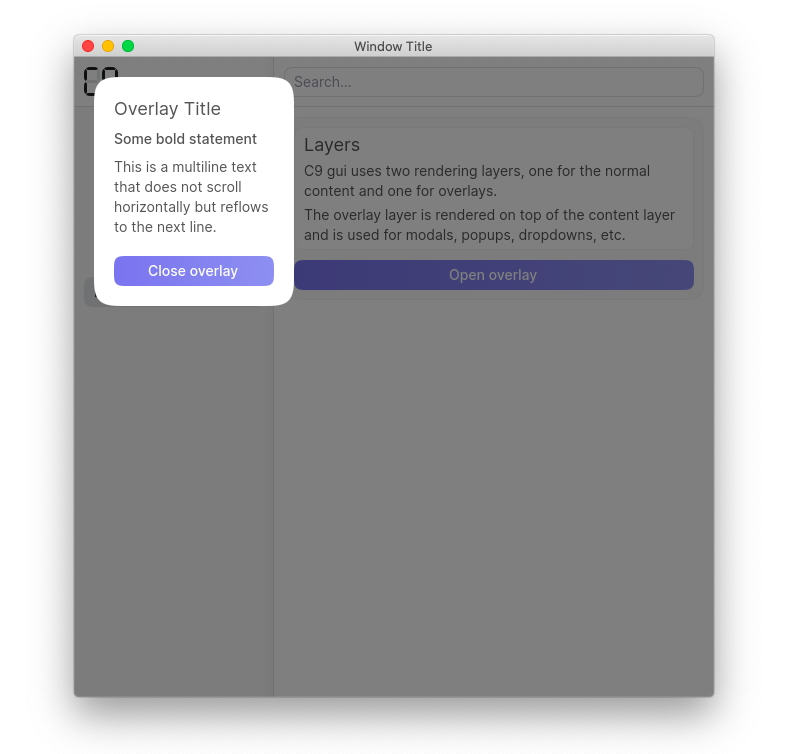 Window Title
Search...
Overlay Title
Some bold statement
This is a multiline text
that does not scroll
horizontally but reflows
to the next line.
Close overlay
Layers
C9 gui uses two rendering layers, one for the normal
content and one for overlays.
The overlay layer is rendered on top of the content layer
and is used for modals, popups, dropdowns, etc.
Open overlay